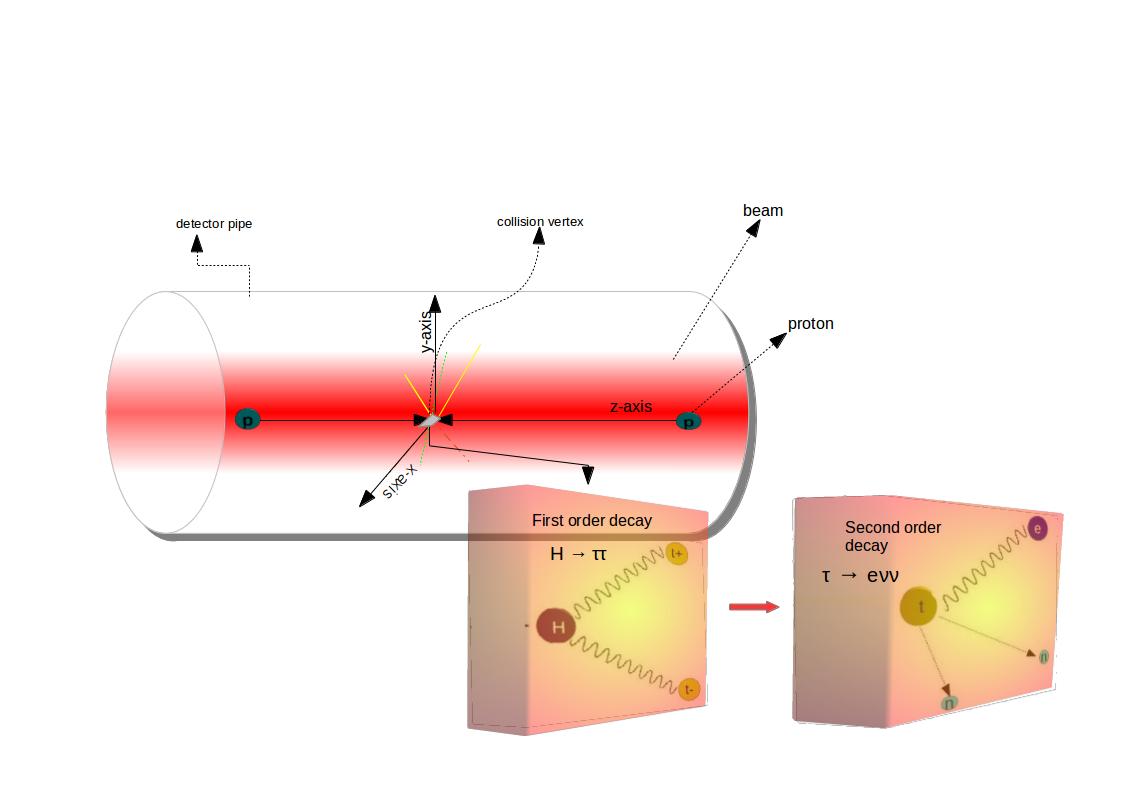 beam
detector pipe
collision vertex
proton
y-axis
z-axis
p
p
x-axis
First order decay
H → ττ
t+
H
t-
Second order
decay
τ → eνν
e
t
n
n